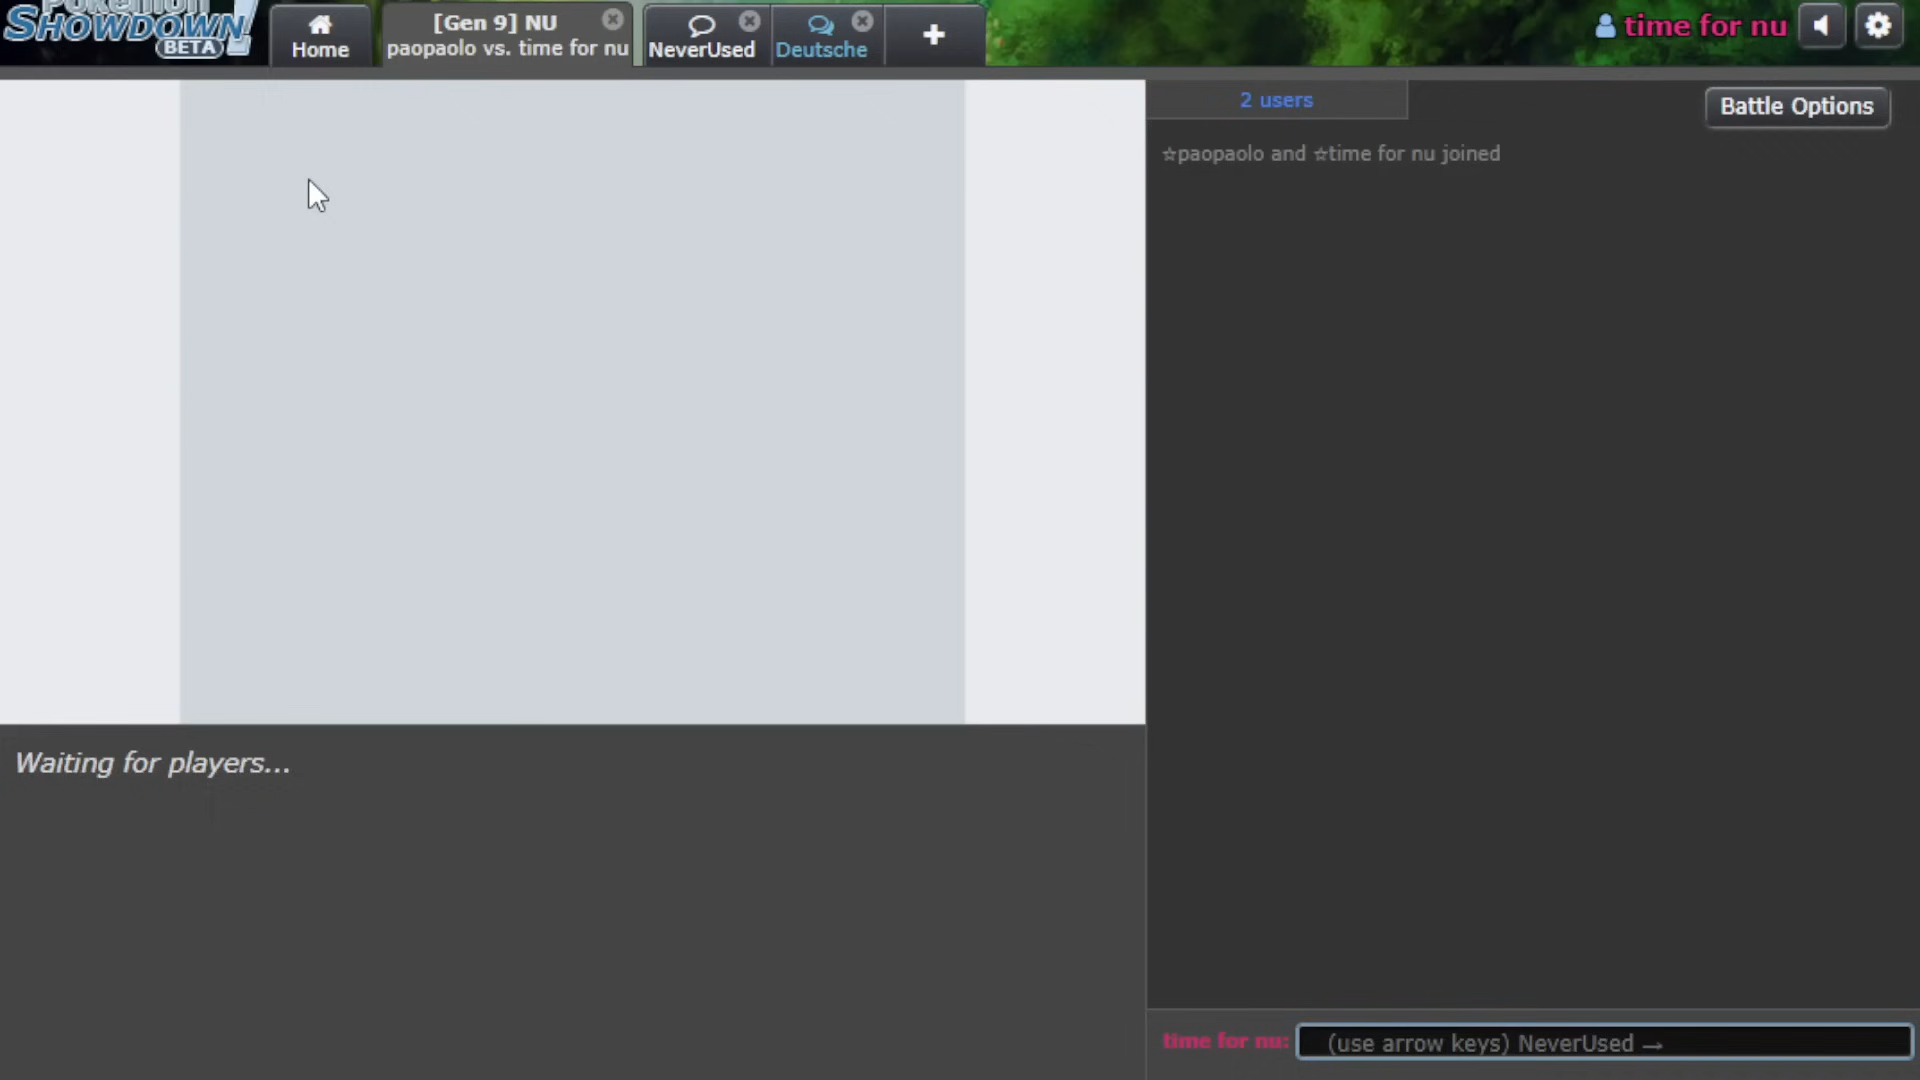 Pokémon
SHOWDOWN!
BETA
Home
[Gen 9] NU
paopaolo vs. time for nu
NeverUsed
Deutsche
time for nu
2 users
Battle Options
☆paopaolo and ☆time for nu joined
Waiting for players...
time for nu: (use arrow keys) NeverUsed →